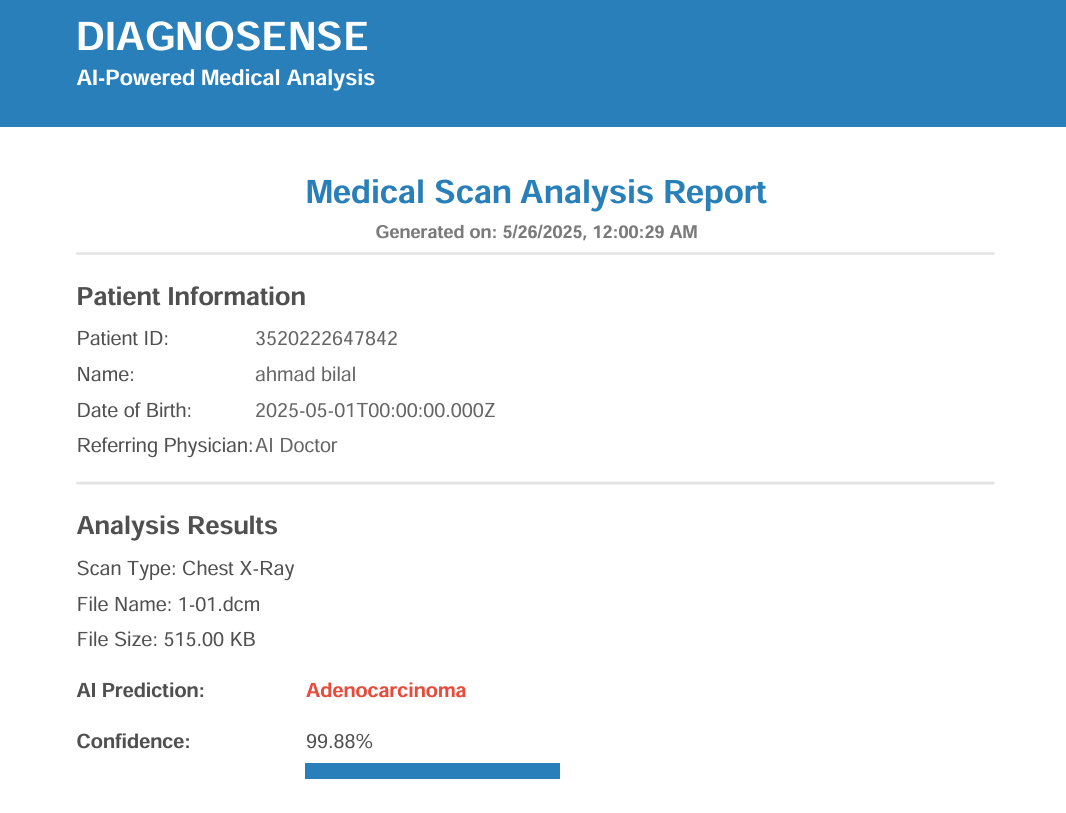 DIAGNOSENSE
AI-Powered Medical Analysis
Medical Scan Analysis Report
Generated on: 5/26/2025, 12:00:29 AM
Patient Information
Patient ID: 3520222647842
Name: ahmad bilal
Date of Birth: 2025-05-01T00:00:00.000Z
Referring Physician: AI Doctor
Analysis Results
Scan Type: Chest X-Ray
File Name: 1-01.dcm
File Size: 515.00 KB
AI Prediction: Adenocarcinoma
Confidence: 99.88%